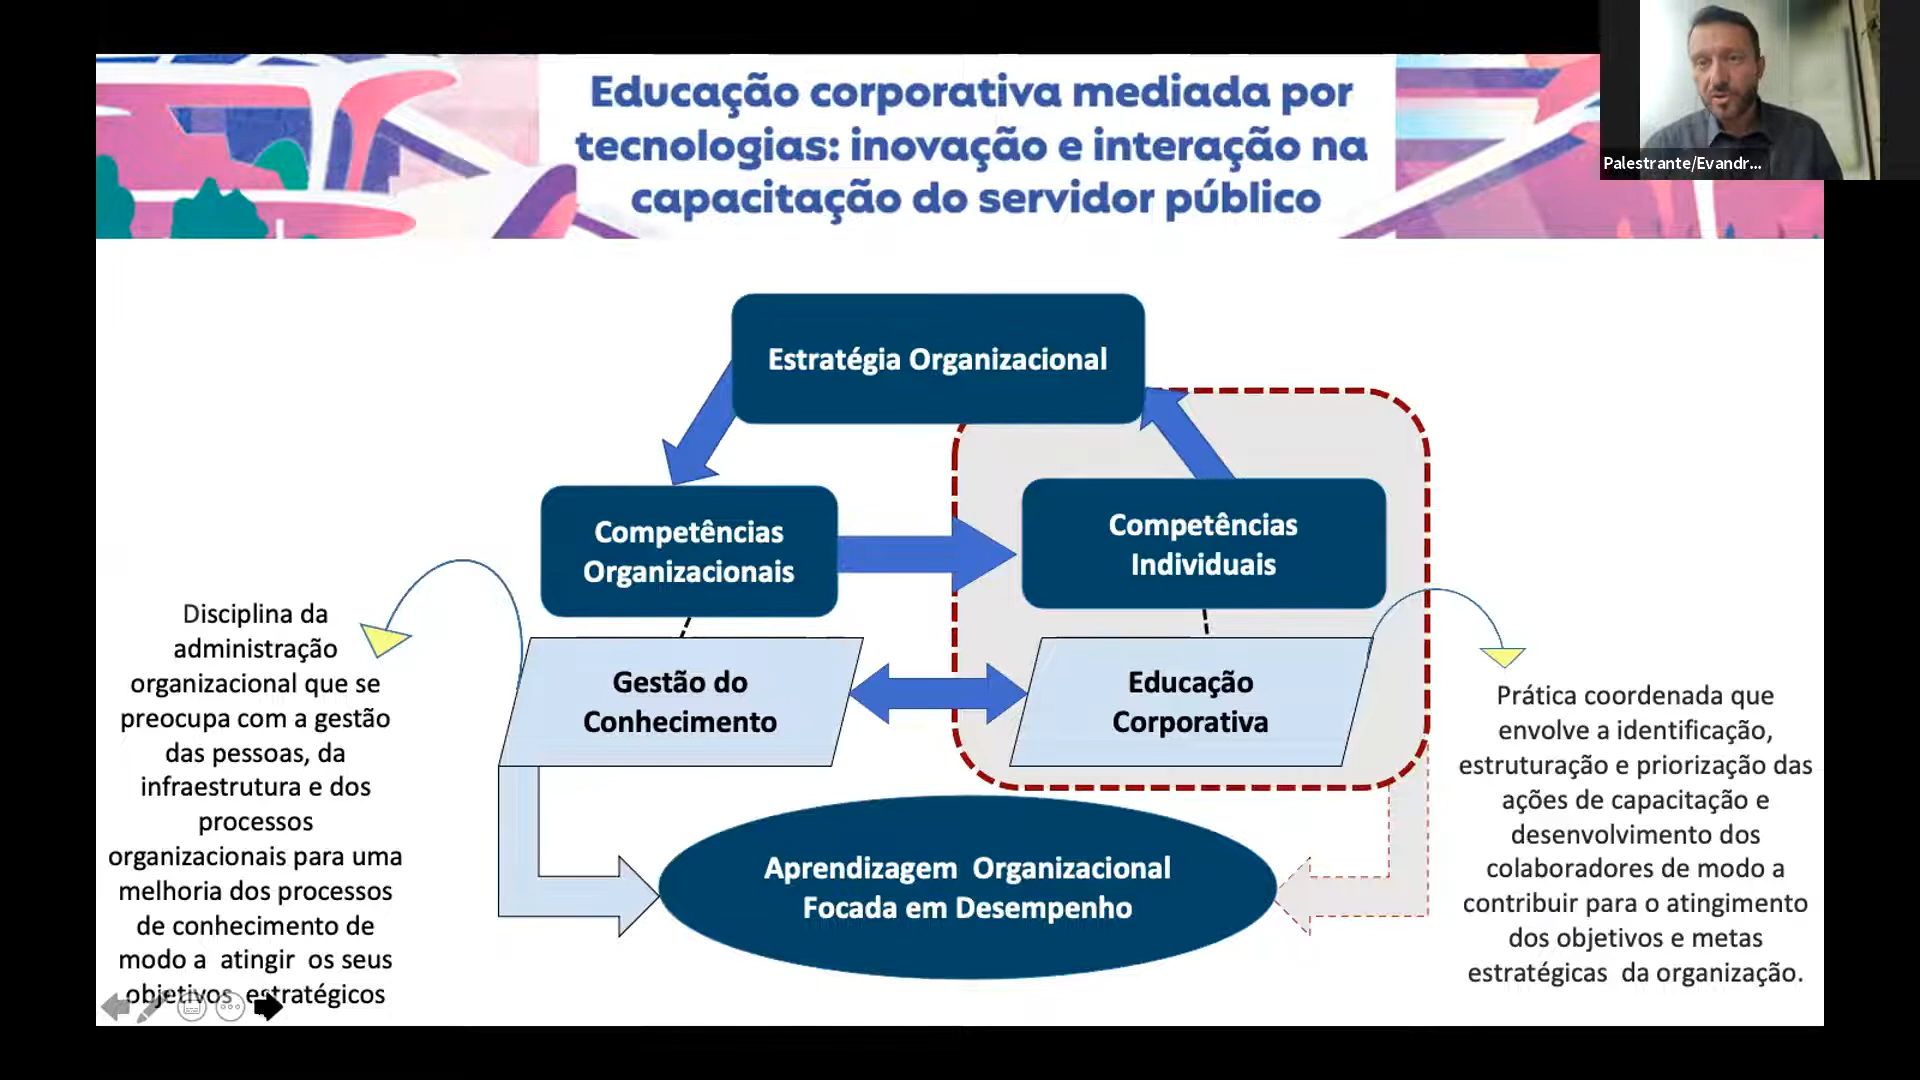 Educação corporativa mediada por
tecnologias: inovação e interação na
capacitação do servidor público
Palestrante/Evandr...
Estratégia Organizacional
Competências
Organizacionais
Competências
Individuais
Gestão do
Conhecimento
Educação
Corporativa
Aprendizagem Organizacional
Focada em Desempenho
Disciplina da
administração
organizacional que se
preocupa com a gestão
das pessoas, da
infraestrutura e dos
processos
organizacionais para uma
melhoria dos processos
de conhecimento de
modo a atingir os seus
objetivos estratégicos
Prática coordenada que
envolve a identificação,
estruturação e priorização das
ações de capacitação e
desenvolvimento dos
colaboradores de modo a
contribuir para o atingimento
dos objetivos e metas
estratégicas da organização.